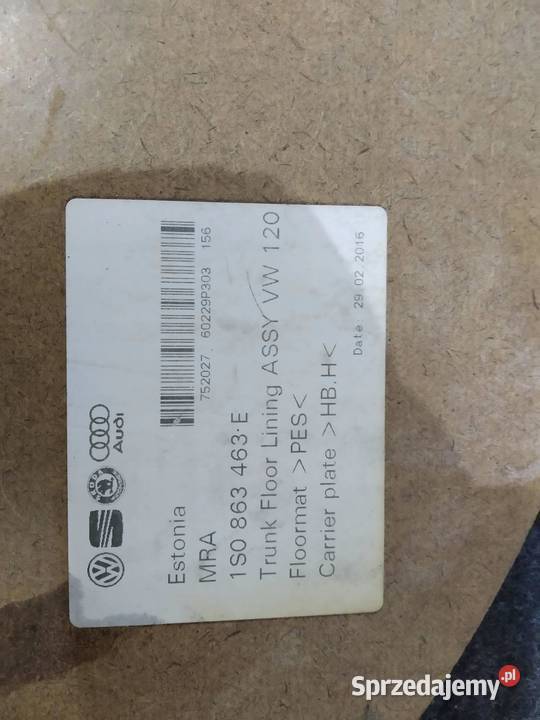 SKODA
Audi
Estonia
MRA
1S0 863 463 E
Trunk Floor Lining ASSY VW 120
Floormat >PES<
Carrier plate >HB.H<
752027 60229P303 156
Date: 29.02.2016
Sprzedajemy.pl